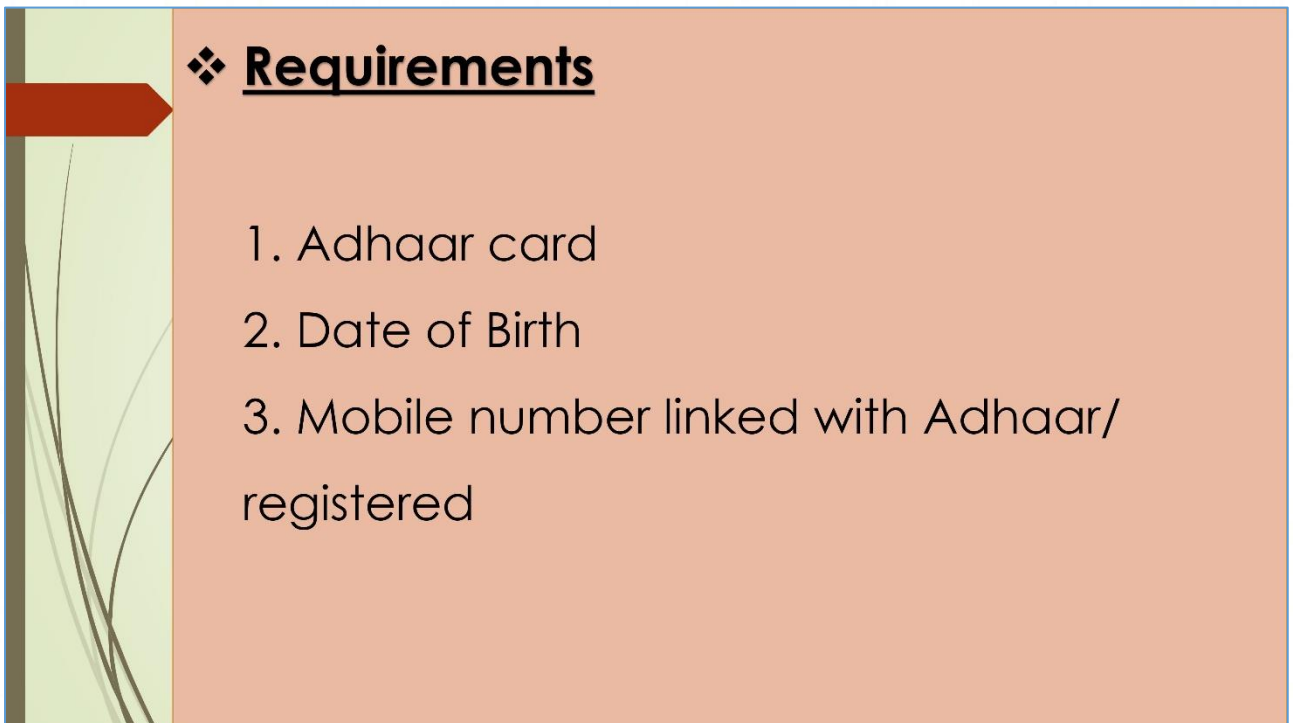 ❖ Requirements
1. Adhaar card
2. Date of Birth
3. Mobile number linked with Adhaar/
registered